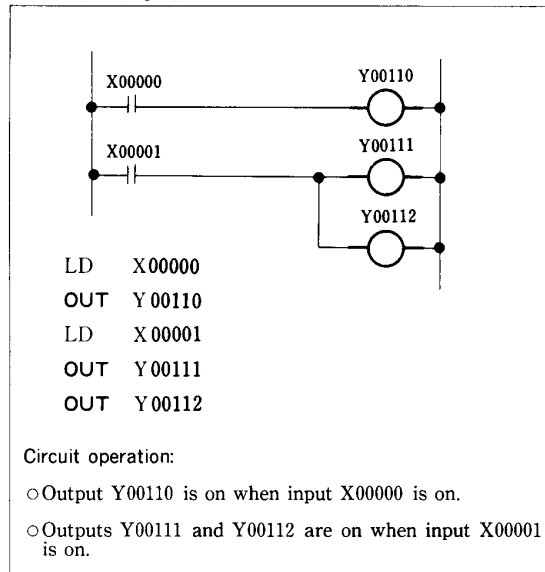 X00000
Y00110
X00001
Y00111
Y00112
LD X00000
OUT Y00110
LD X00001
OUT Y00111
OUT Y00112
Circuit operation:
○Output Y00110 is on when input X00000 is on.
○Outputs Y00111 and Y00112 are on when input X00001
is on.